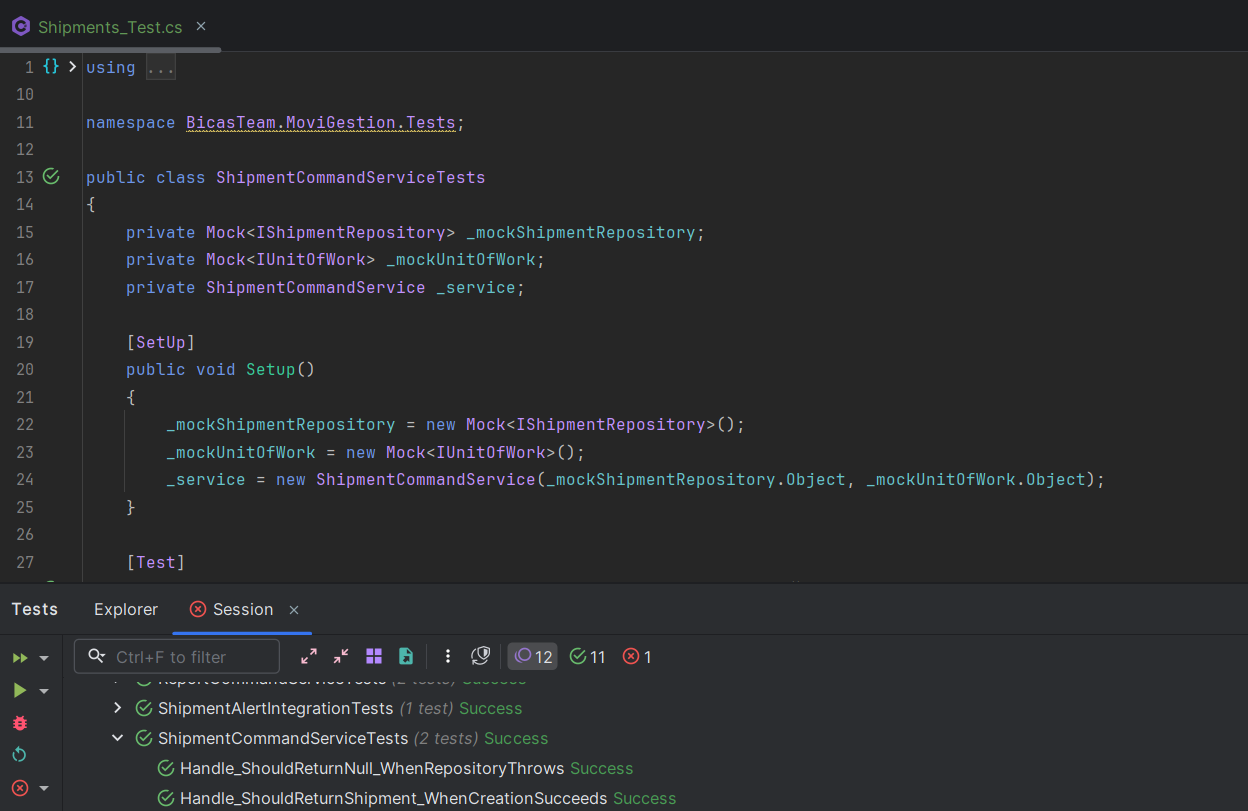 Shipments_Test.cs ×
1 {} > using ...
10
11 namespace BicasTeam.MoviGestion.Tests;
12
13 public class ShipmentCommandServiceTests
14 {
15 private Mock<IShipmentRepository> _mockShipmentRepository;
16 private Mock<IUnitOfWork> _mockUnitOfWork;
17 private ShipmentCommandService _service;
18
19 [SetUp]
20 public void Setup()
21 {
22 _mockShipmentRepository = new Mock<IShipmentRepository>();
23 _mockUnitOfWork = new Mock<IUnitOfWork>();
24 _service = new ShipmentCommandService(_mockShipmentRepository.Object, _mockUnitOfWork.Object);
25 }
26
27 [Test]
Tests Explorer Session ×
Ctrl+F to filter 12 11 1
ReportCommandServiceTests (2 tests) Success
ShipmentAlertIntegrationTests (1 test) Success
ShipmentCommandServiceTests (2 tests) Success
Handle_ShouldReturnNull_WhenRepositoryThrows Success
Handle_ShouldReturnShipment_WhenCreationSucceeds Success